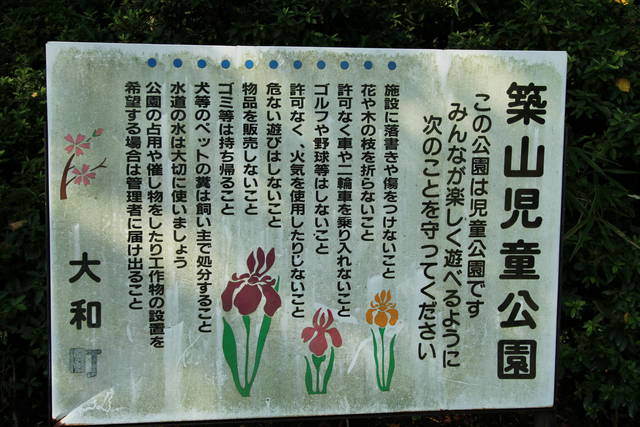 築山児童公園
この公園は児童公園です
みんなが楽しく遊べるように
次のことを守ってください
● 施設に落書きや傷をつけないこと
● 花や木の枝を折らないこと
● 許可なく車や二輪車を乗り入れないこと
● ゴルフや野球等はしないこと
● 許可なく、火気を使用したりしないこと
● 危ない遊びはしないこと
● 物品を販売しないこと
● ゴミ等は持ち帰ること
● 犬等のペットの糞は飼い主で処分すること
● 水道の水は大切に使いましょう
● 公園の占用や催し物をしたり工作物の設置を
希望する場合は管理者に届け出ること
大和町